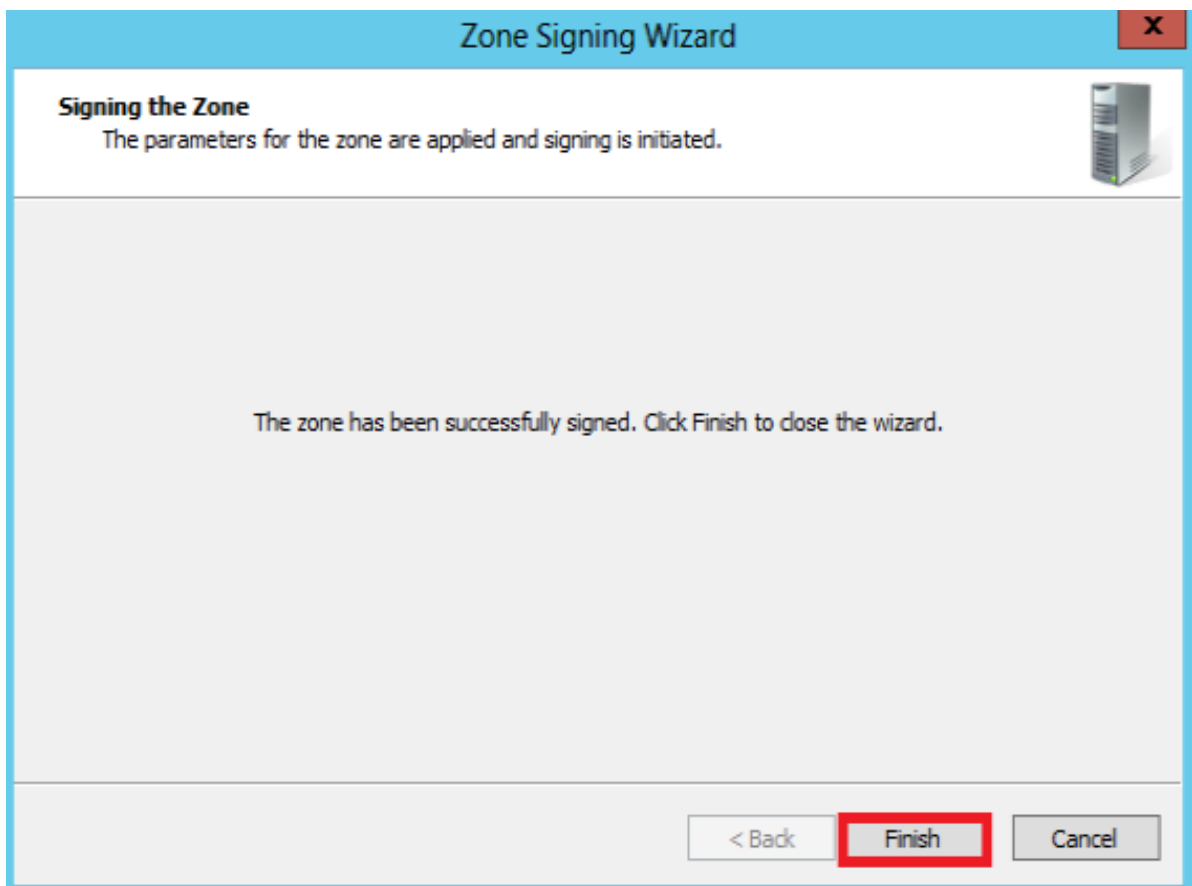 Zone Signing Wizard
x
Signing the Zone
The parameters for the zone are applied and signing is initiated.
The zone has been successfully signed. Click Finish to close the wizard.
< Back Finish Cancel